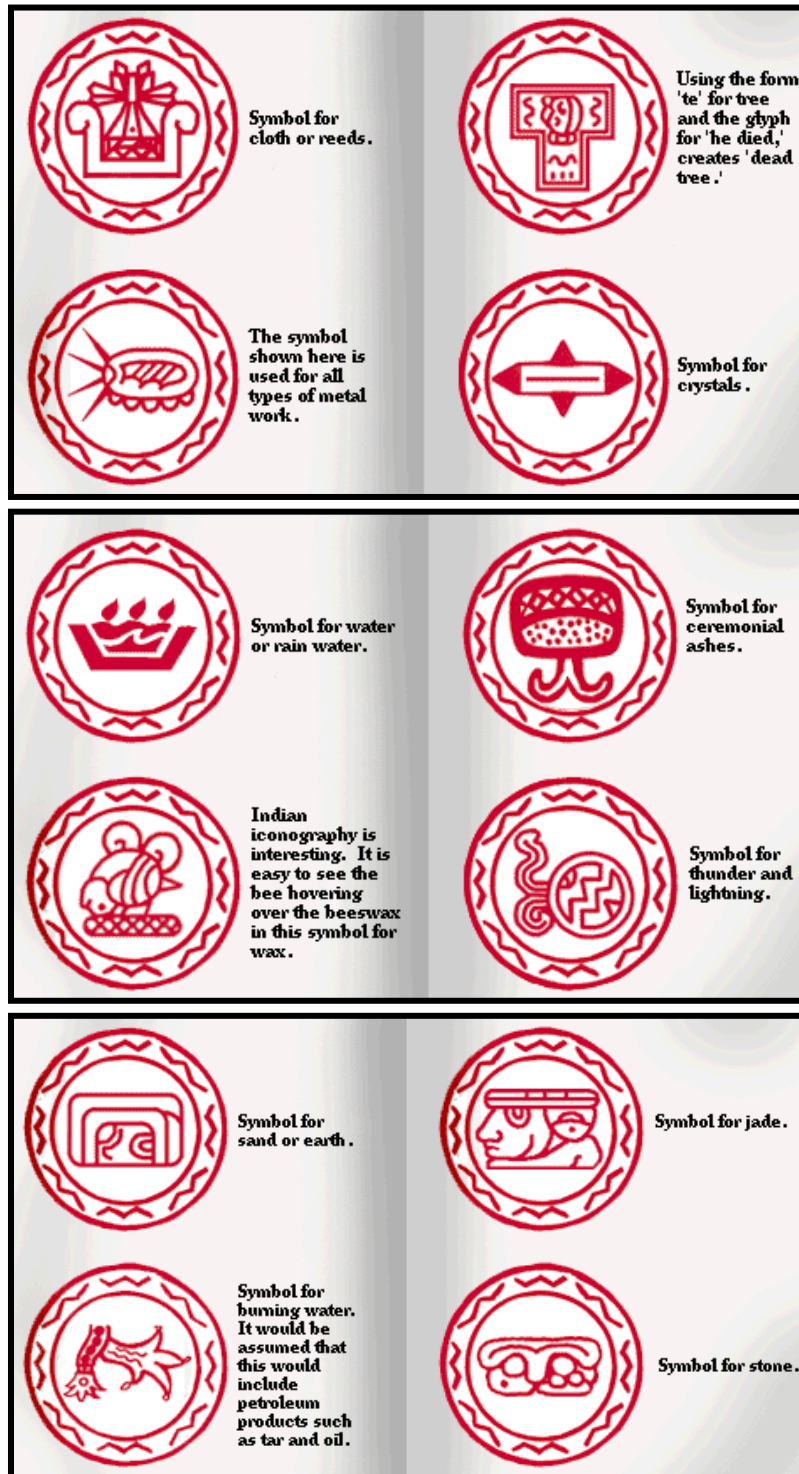 Symbol for
cloth or reeds.
Using the form
'te' for tree
and the glyph
for 'he died,'
creates 'dead
tree.'
The symbol
shown here is
used for all
types of metal
work.
Symbol for
crystals.
Symbol for water
or rain water.
Symbol for
ceremonial
ashes.
Indian
iconography is
interesting. It is
easy to see the
bee hovering
over the beeswax
in this symbol for
wax.
Symbol for
thunder and
lightning.
Symbol for
sand or earth.
Symbol for jade.
Symbol for
burning water.
It would be
assumed that
this would
include
petroleum
products such
as tar and oil.
Symbol for stone.